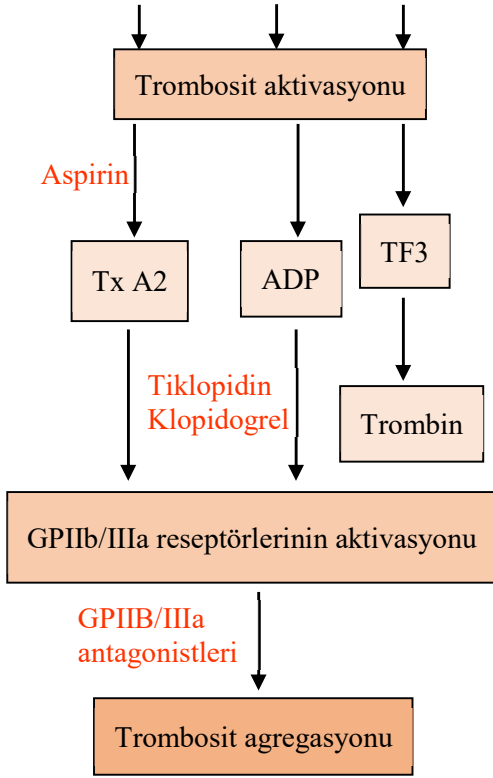 Trombosit aktivasyonu
Aspirin
Tx A2
ADP
TF3
Tiklopidin
Klopidogrel
Trombin
GPIIb/IIIa reseptörlerinin aktivasyonu
GPIIB/IIIa
antagonistleri
Trombosit agregasyonu